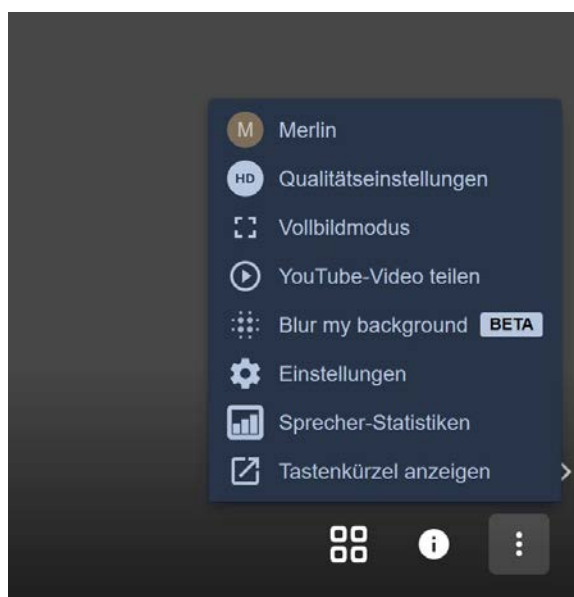 M Merlin
HD Qualitätseinstellungen
Vollbildmodus
YouTube-Video teilen
Blur my background BETA
Einstellungen
Sprecher-Statistiken
Tastenkürzel anzeigen